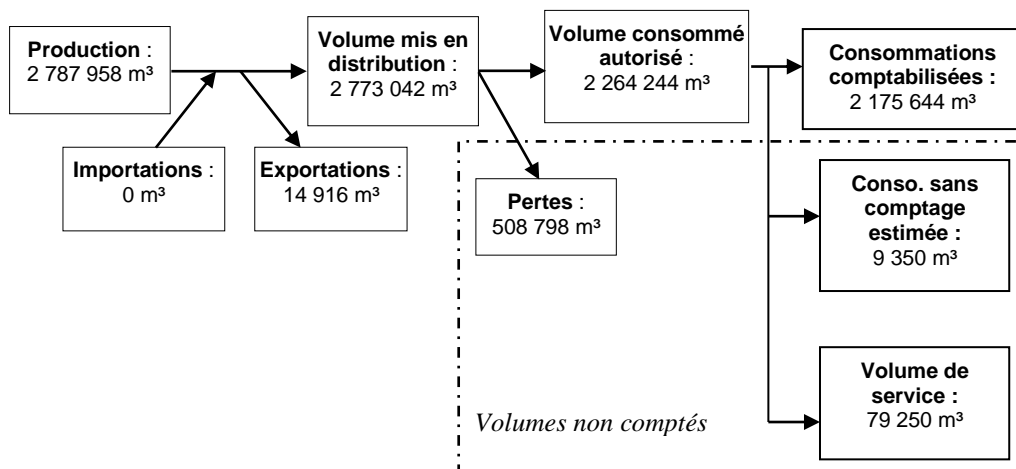 Production :
2 787 958 m³
Volume mis en
distribution :
2 773 042 m³
Volume consommé
autorisé :
2 264 244 m³
Consommations
comptabilisées :
2 175 644 m³
Importations :
0 m³
Exportations :
14 916 m³
Pertes :
508 798 m³
Conso. sans
comptage
estimée :
9 350 m³
Volume de
service :
79 250 m³
Volumes non comptés